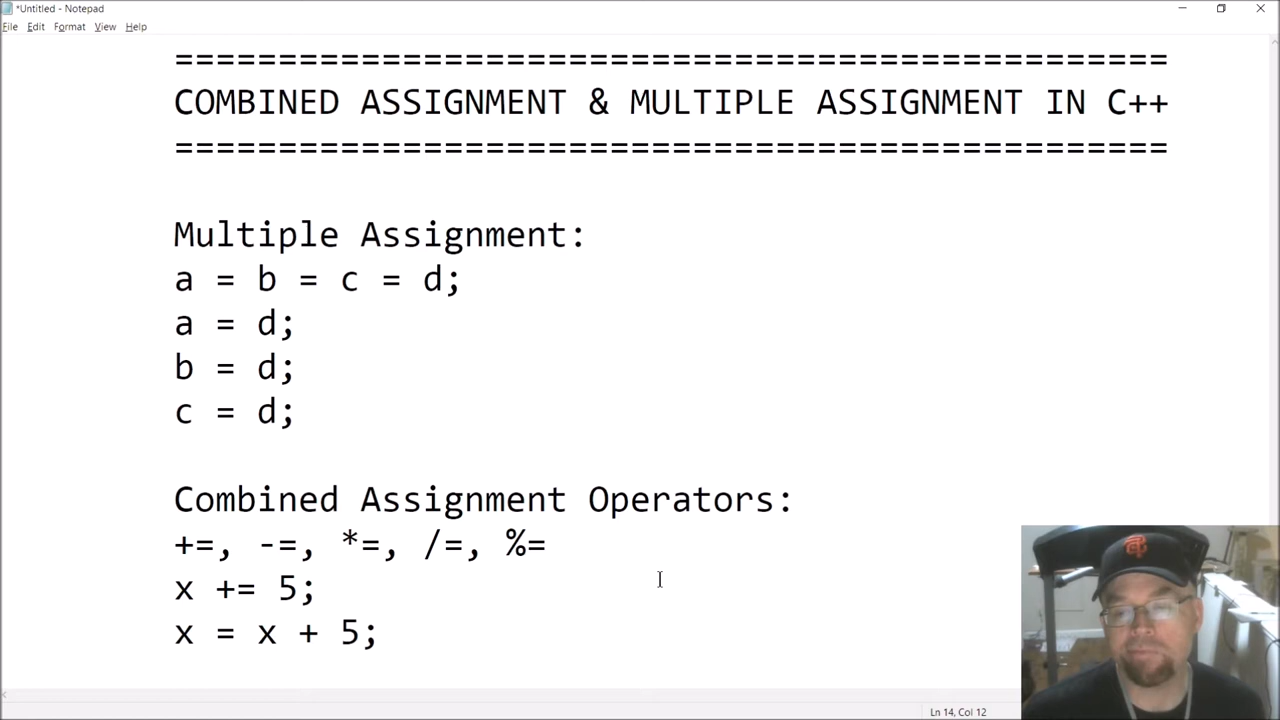 *Untitled - Notepad
File Edit Format View Help
================================================
COMBINED ASSIGNMENT & MULTIPLE ASSIGNMENT IN C++
================================================
Multiple Assignment:
a = b = c = d;
a = d;
b = d;
c = d;
Combined Assignment Operators:
+=, -=, *=, /=, %=
x += 5;
x = x + 5;
Ln 14, Col 12